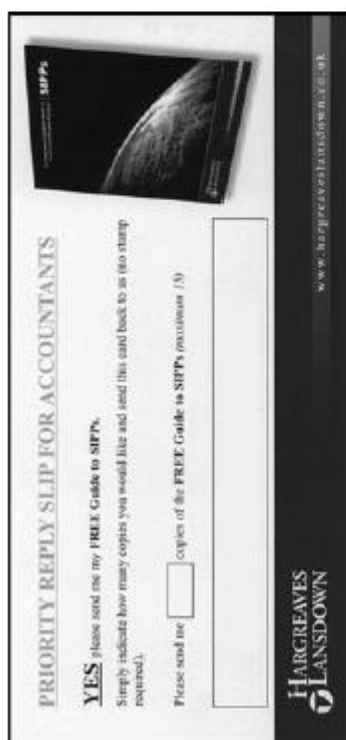 PRIORITY REPLY SLIP FOR ACCOUNTANTS
YES please send me my FREE Guide to SIPPs.
Simply indicate how many copies you would like and send this card back to us (no stamp
required).
Please send me copies of the FREE Guide to SIPPs (maximum 15)
SIPPs
HARGREAVES
LANSDOWN
www.hargreaveslansdown.co.uk